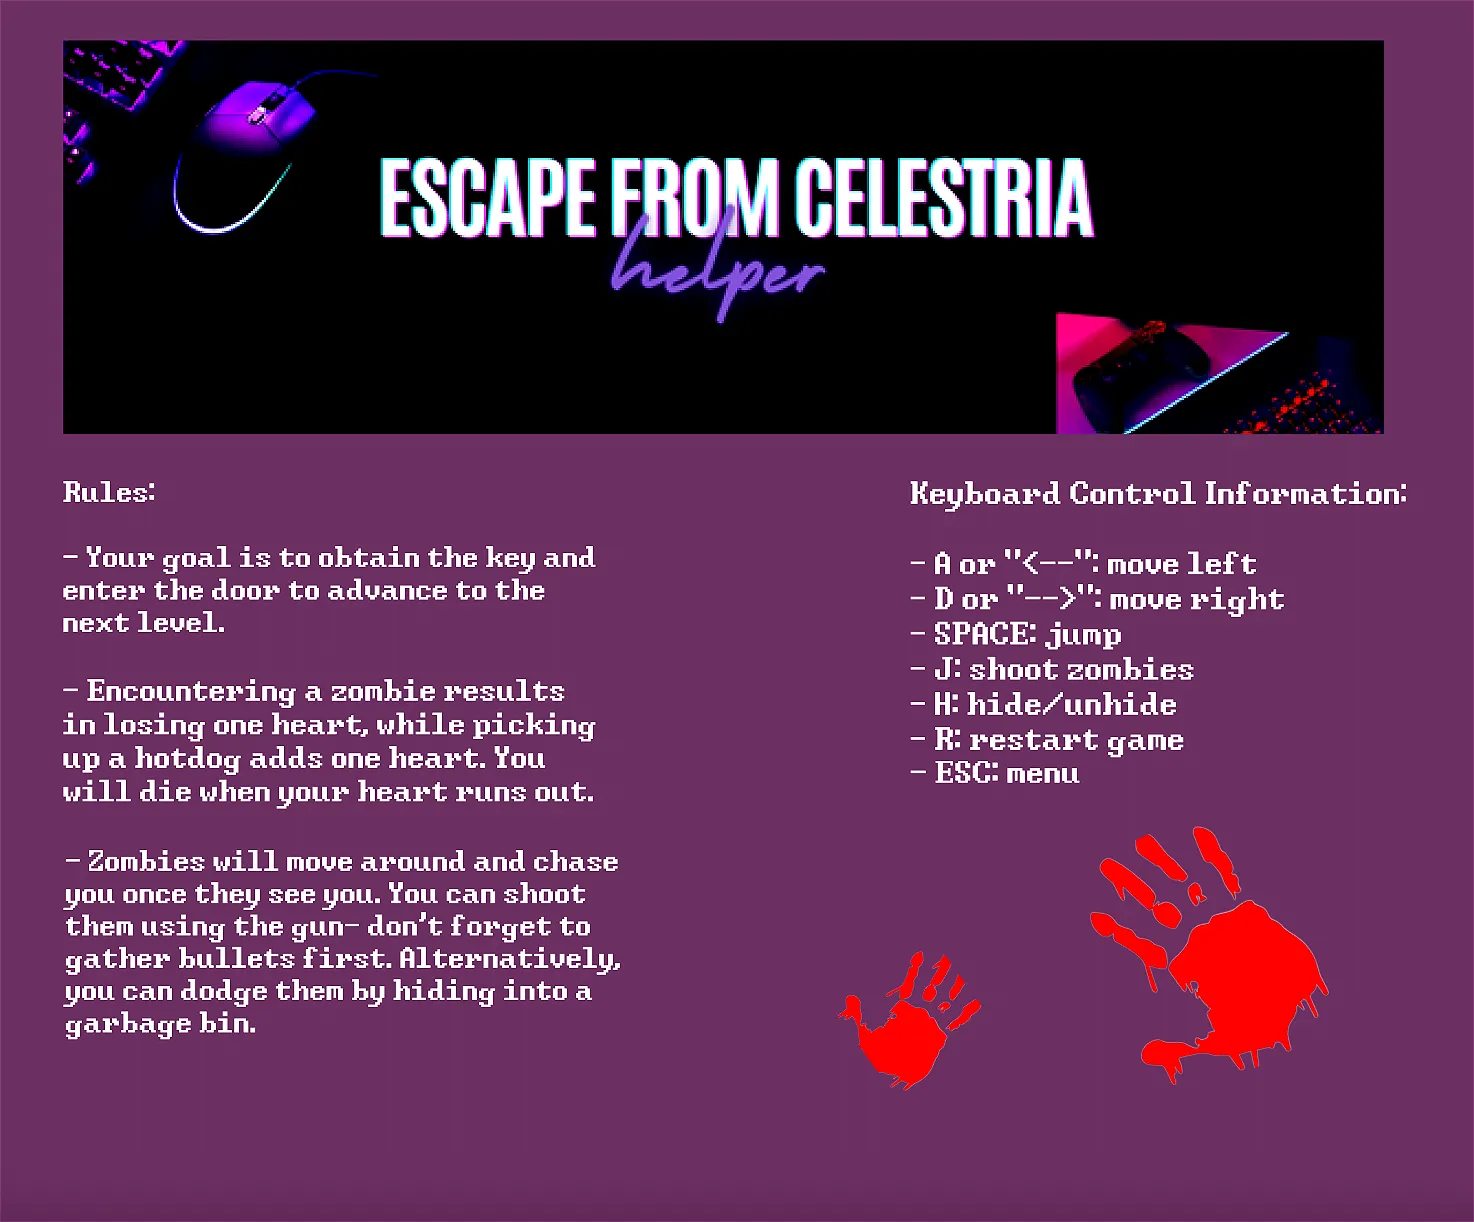 ESCAPE FROM CELESTRIA
helper
Rules:
- Your goal is to obtain the key and
enter the door to advance to the
next level.
- Encountering a zombie results
in losing one heart, while picking
up a hotdog adds one heart. You
will die when your heart runs out.
- Zombies will move around and chase
you once they see you. You can shoot
them using the gun- don't forget to
gather bullets first. Alternatively,
you can dodge them by hiding into a
garbage bin.
Keyboard Control Information:
- A or "<--": move left
- D or "-->": move right
- SPACE: jump
- J: shoot zombies
- H: hide/unhide
- R: restart game
- ESC: menu